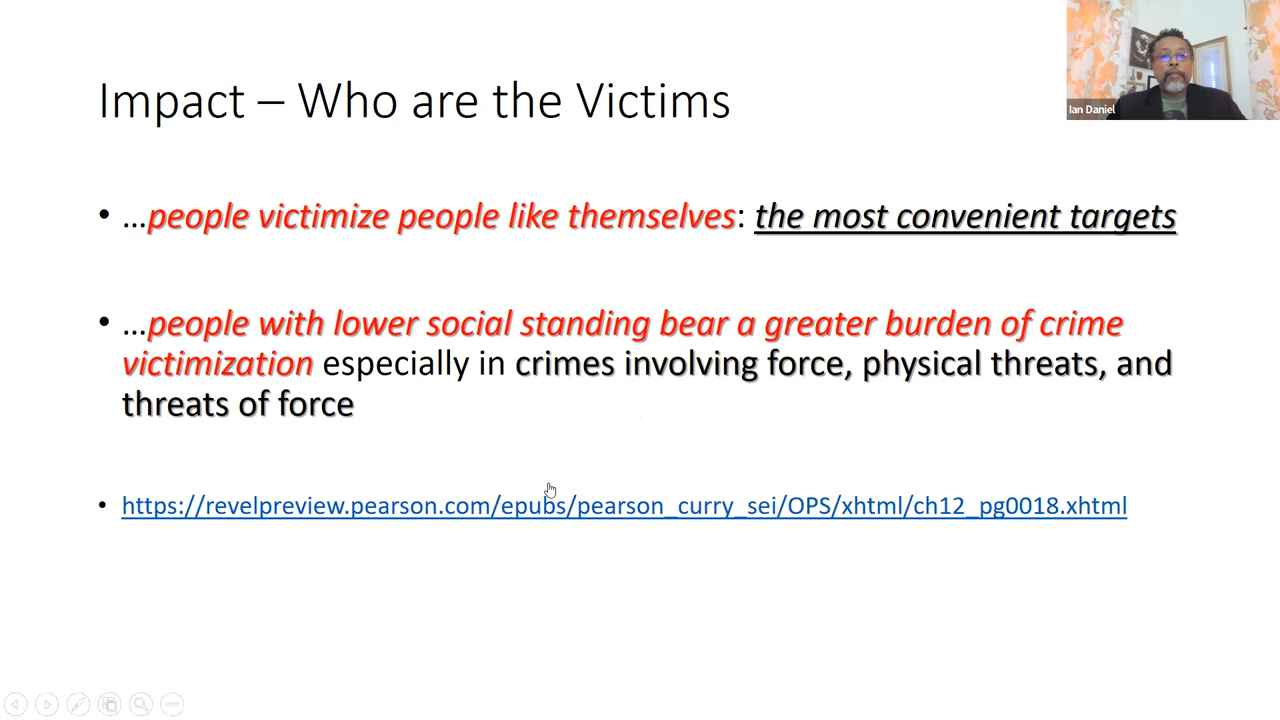 Impact – Who are the Victims
Ian Daniel
• …people victimize people like themselves: the most convenient targets
• …people with lower social standing bear a greater burden of crime
victimization especially in crimes involving force, physical threats, and
threats of force
• https://revelpreview.pearson.com/epubs/pearson_curry_sei/OPS/xhtml/ch12_pg0018.xhtml